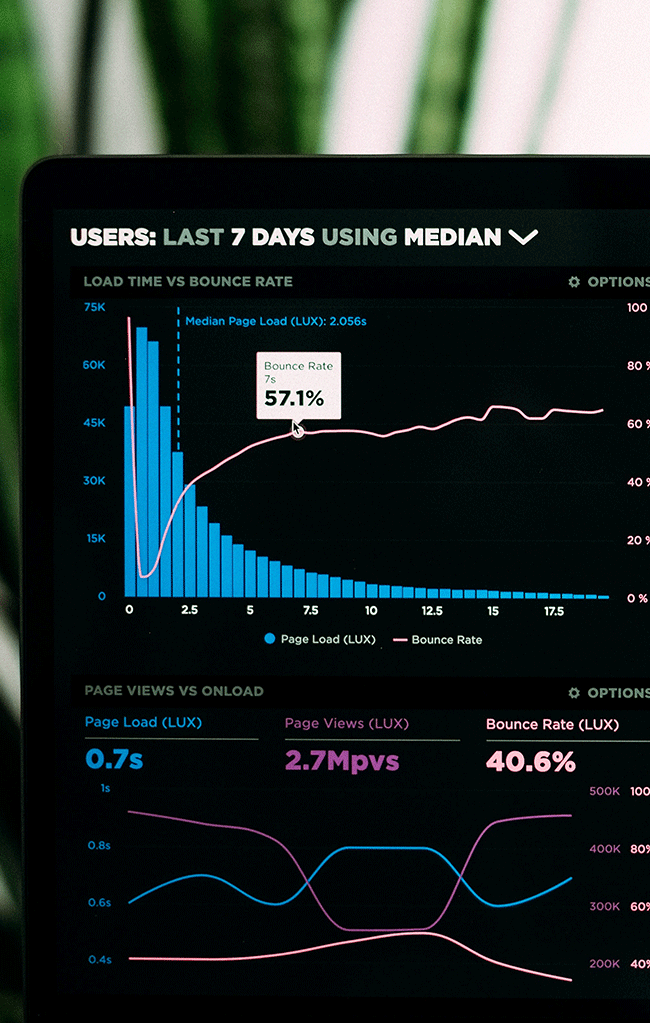 USERS: LAST 7 DAYS USING MEDIAN
LOAD TIME VS BOUNCE RATE
OPTIONS
75K
100
Median Page Load (LUX): 2.056s
60K
80 %
Bounce Rate
7s
57.1%
45K
60 %
30K
40 %
15K
20 %
0
0 %
0 2.5 5 7.5 10 12.5 15 17.5
Page Load (LUX) Bounce Rate
PAGE VIEWS VS ONLOAD
OPTIONS
Page Load (LUX) Page Views (LUX) Bounce Rate (LUX)
0.7s 2.7Mpvs 40.6%
1s 500K 100
0.8s 400K 80%
0.6s 300K 60%
0.4s 200K 40%